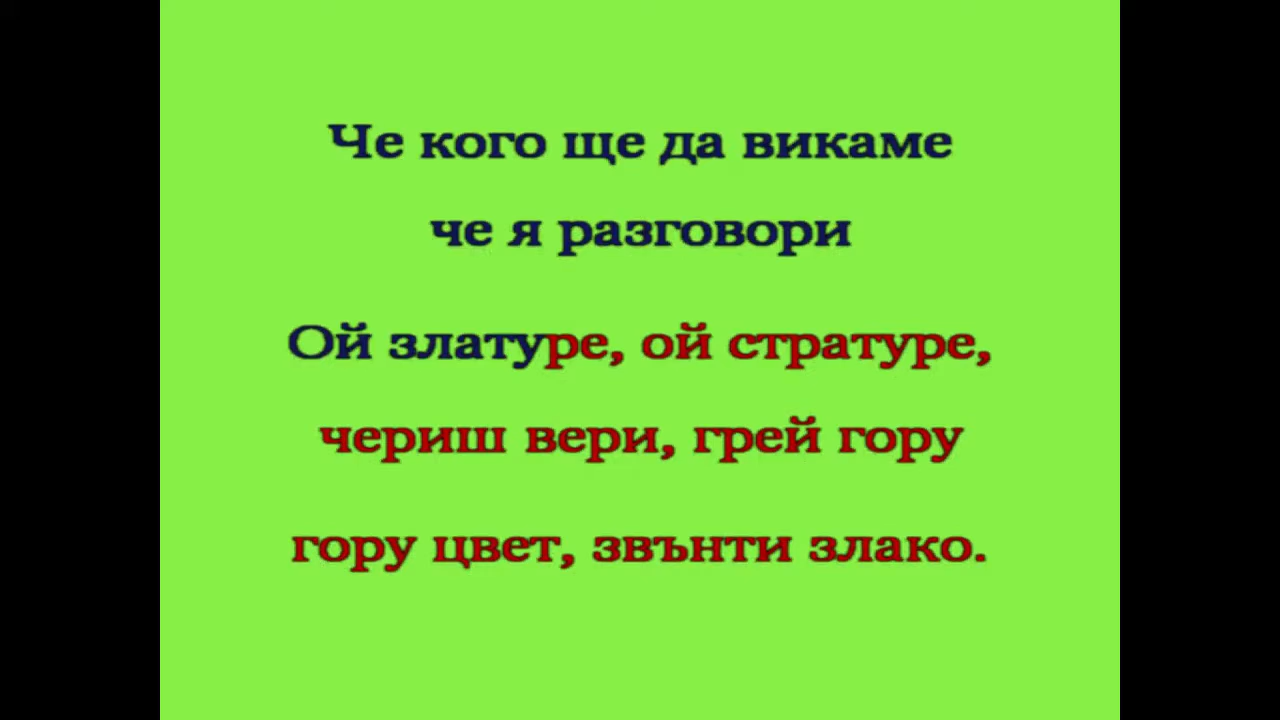 Че кого ще да викаме
че я разговори
Ой златуре, ой стратуре,
чериш вери, грей гору
гору цвет, звънти злако.